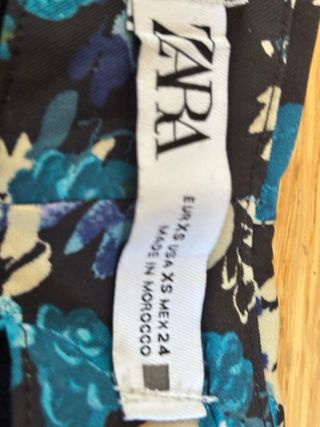 ZARA
EUR XS USA XS MEX 24
MADE IN MOROCCO